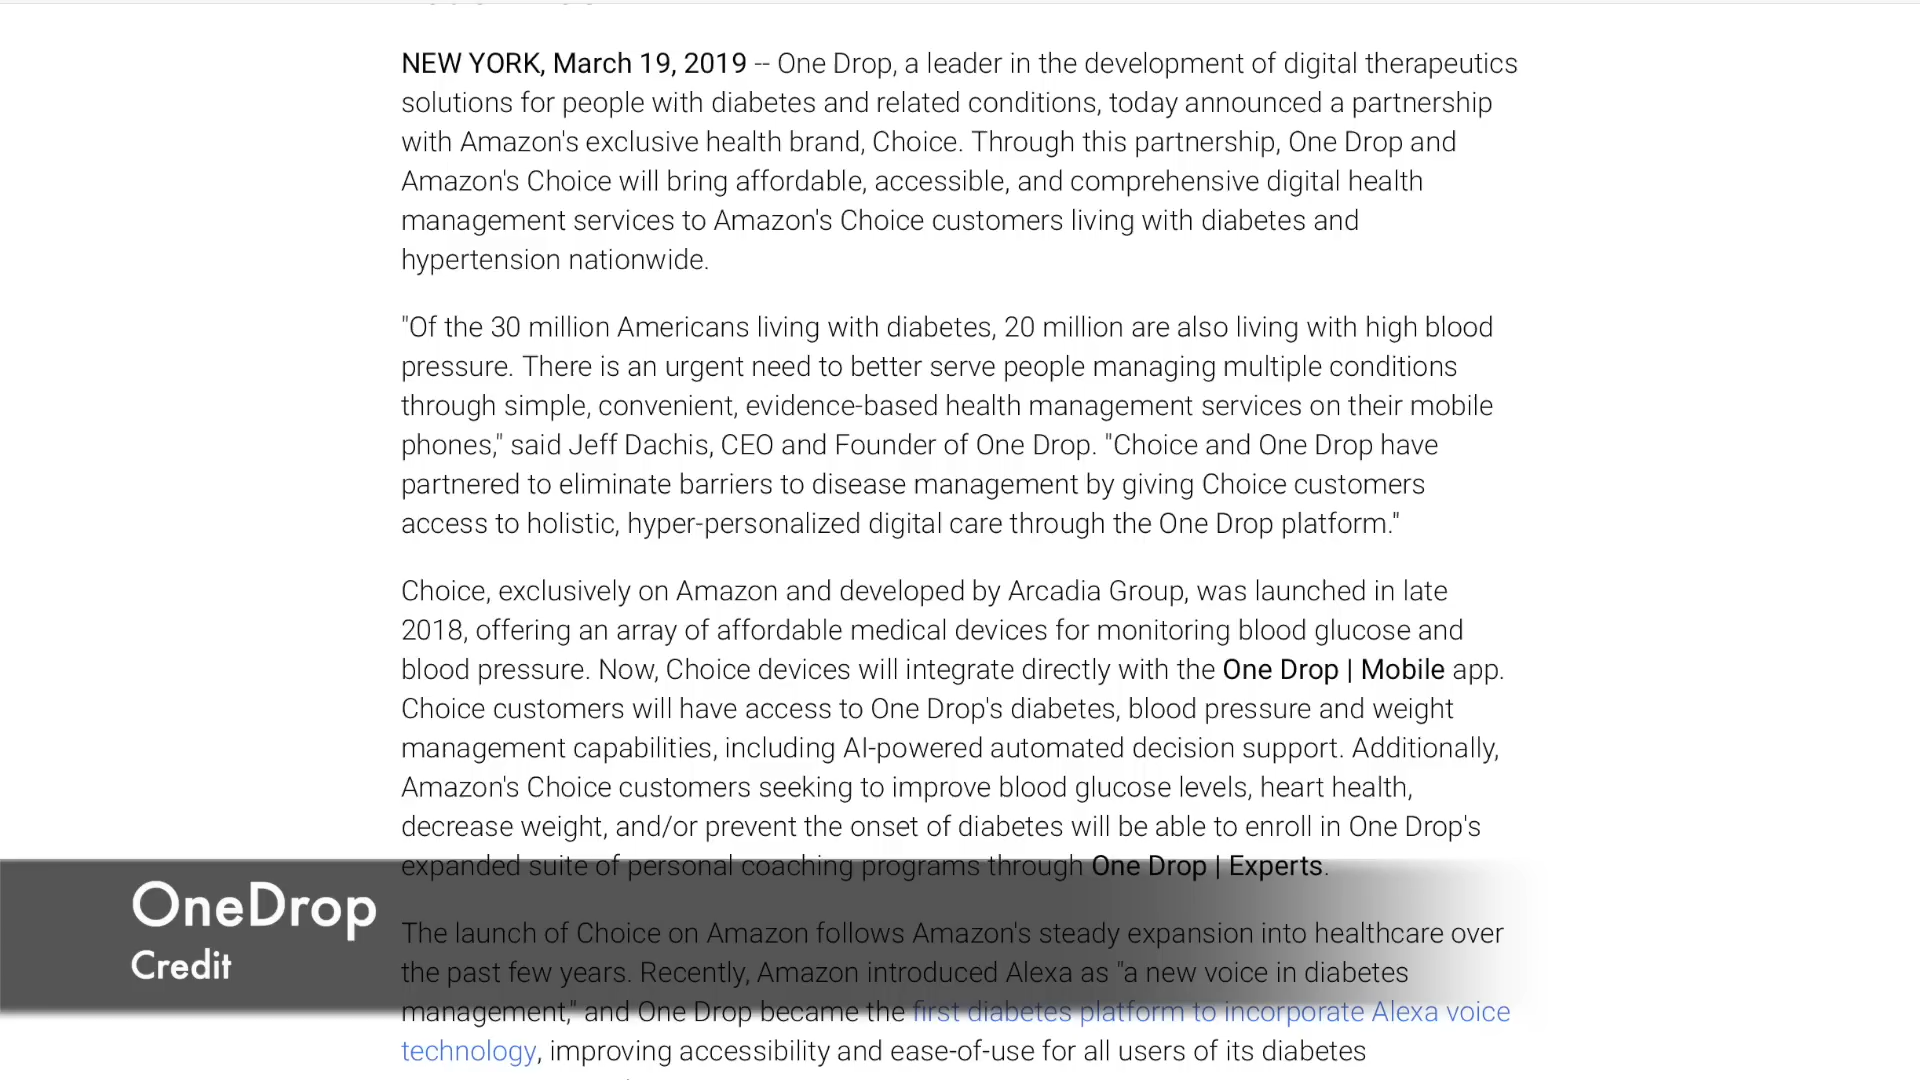 NEW YORK, March 19, 2019 -- One Drop, a leader in the development of digital therapeutics
solutions for people with diabetes and related conditions, today announced a partnership
with Amazon's exclusive health brand, Choice. Through this partnership, One Drop and
Amazon's Choice will bring affordable, accessible, and comprehensive digital health
management services to Amazon's Choice customers living with diabetes and
hypertension nationwide.
"Of the 30 million Americans living with diabetes, 20 million are also living with high blood
pressure. There is an urgent need to better serve people managing multiple conditions
through simple, convenient, evidence-based health management services on their mobile
phones," said Jeff Dachis, CEO and Founder of One Drop. "Choice and One Drop have
partnered to eliminate barriers to disease management by giving Choice customers
access to holistic, hyper-personalized digital care through the One Drop platform."
Choice, exclusively on Amazon and developed by Arcadia Group, was launched in late
2018, offering an array of affordable medical devices for monitoring blood glucose and
blood pressure. Now, Choice devices will integrate directly with the One Drop | Mobile app.
Choice customers will have access to One Drop's diabetes, blood pressure and weight
management capabilities, including AI-powered automated decision support. Additionally,
Amazon's Choice customers seeking to improve blood glucose levels, heart health,
decrease weight, and/or prevent the onset of diabetes will be able to enroll in One Drop's
expanded suite of personal coaching programs through One Drop | Experts.
The launch of Choice on Amazon follows Amazon's steady expansion into healthcare over
the past few years. Recently, Amazon introduced Alexa as "a new voice in diabetes
management," and One Drop became the first diabetes platform to incorporate Alexa voice
technology, improving accessibility and ease-of-use for all users of its diabetes
OneDrop
Credit